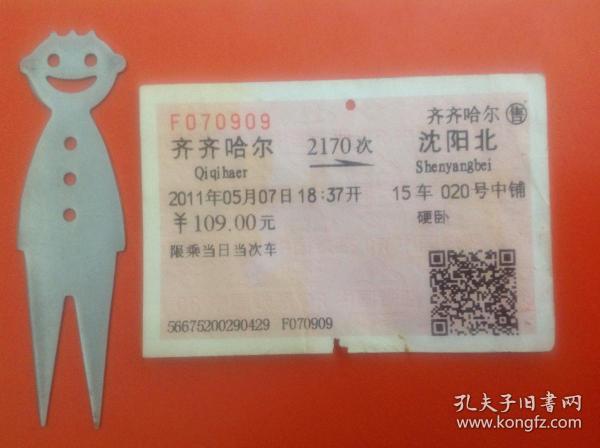 F070909
齐齐哈尔 售
齐齐哈尔 2170次 沈阳北
Qiqihaer Shenyangbei
2011年05月07日18:37开 15车 020号中铺
¥109.00元 硬卧
限乘当日当次车
56675200290429 F070909
孔夫子旧書网
www.kongfz.com